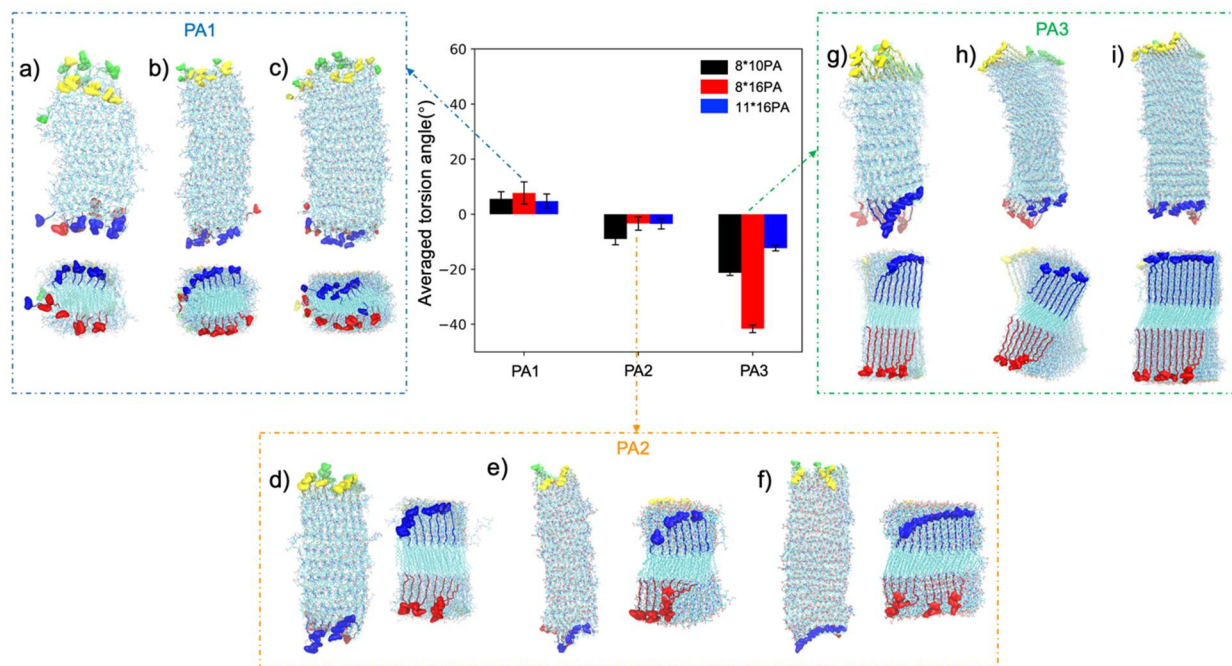 PA1
a)
b)
c)
Averaged torsion angle(°)
60
40
20
0
−20
−40
8*10PA
8*16PA
11*16PA
PA1
PA2
PA3
PA3
g)
h)
i)
PA2
d)
e)
f)